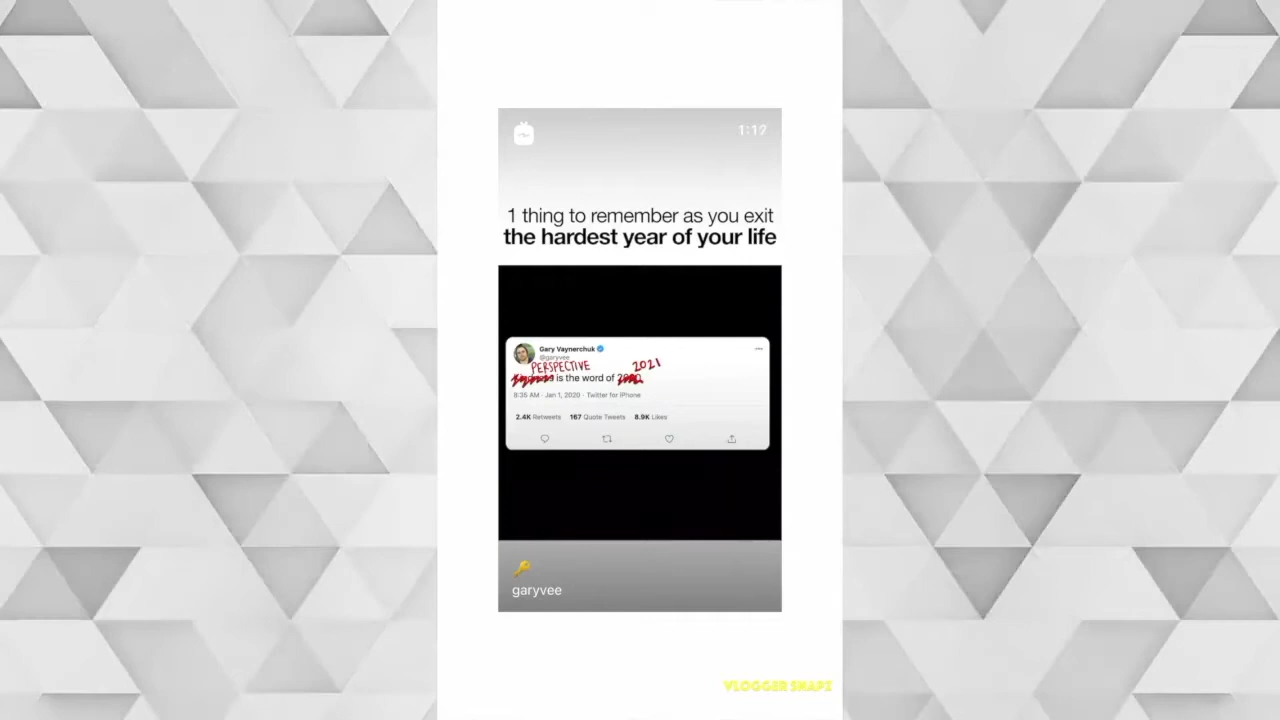 1:12
1 thing to remember as you exit
the hardest year of your life
Gary Vaynerchuk
@garyvee
PERSPECTIVE 2021
is the word of
8:35 AM · Jan 1, 2020 · Twitter for iPhone
2.4K Retweets 167 Quote Tweets 8.9K Likes
garyvee
VLOGGER SNAPZ